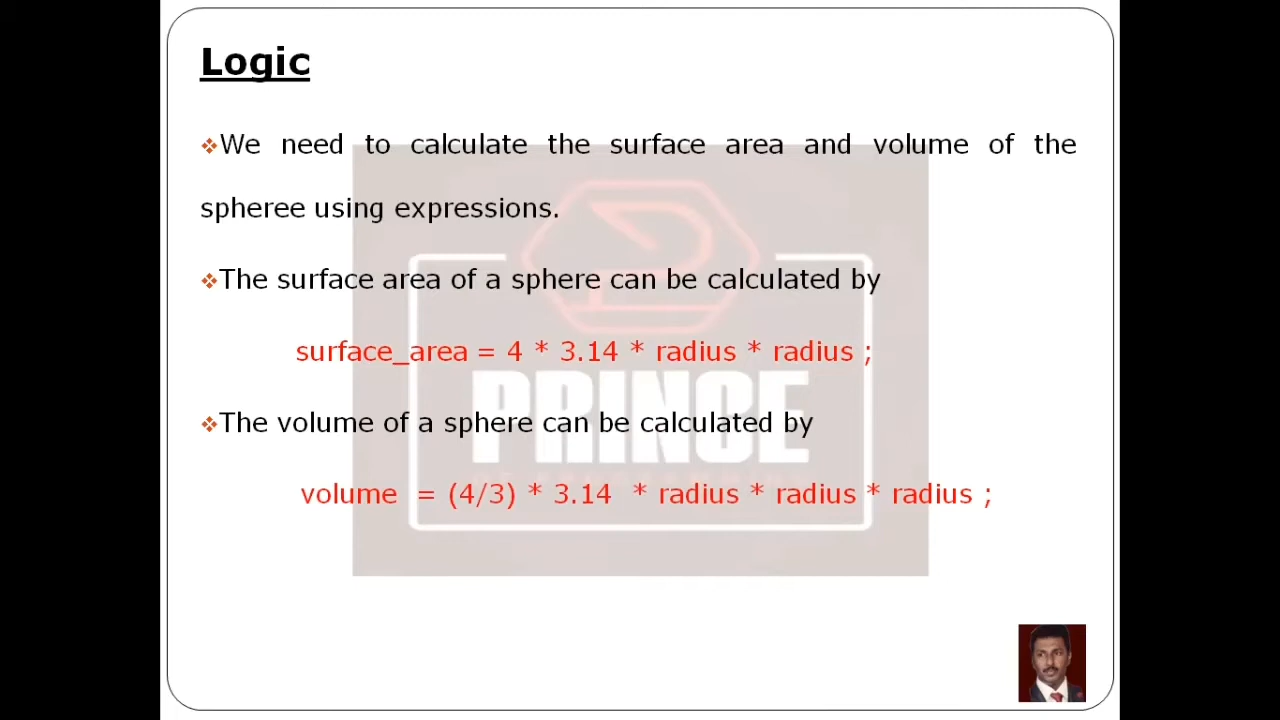 Logic
❖We need to calculate the surface area and volume of the
spheree using expressions.
❖The surface area of a sphere can be calculated by
surface_area = 4 * 3.14 * radius * radius ;
PRINCE
❖The volume of a sphere can be calculated by
volume = (4/3) * 3.14 * radius * radius * radius ;